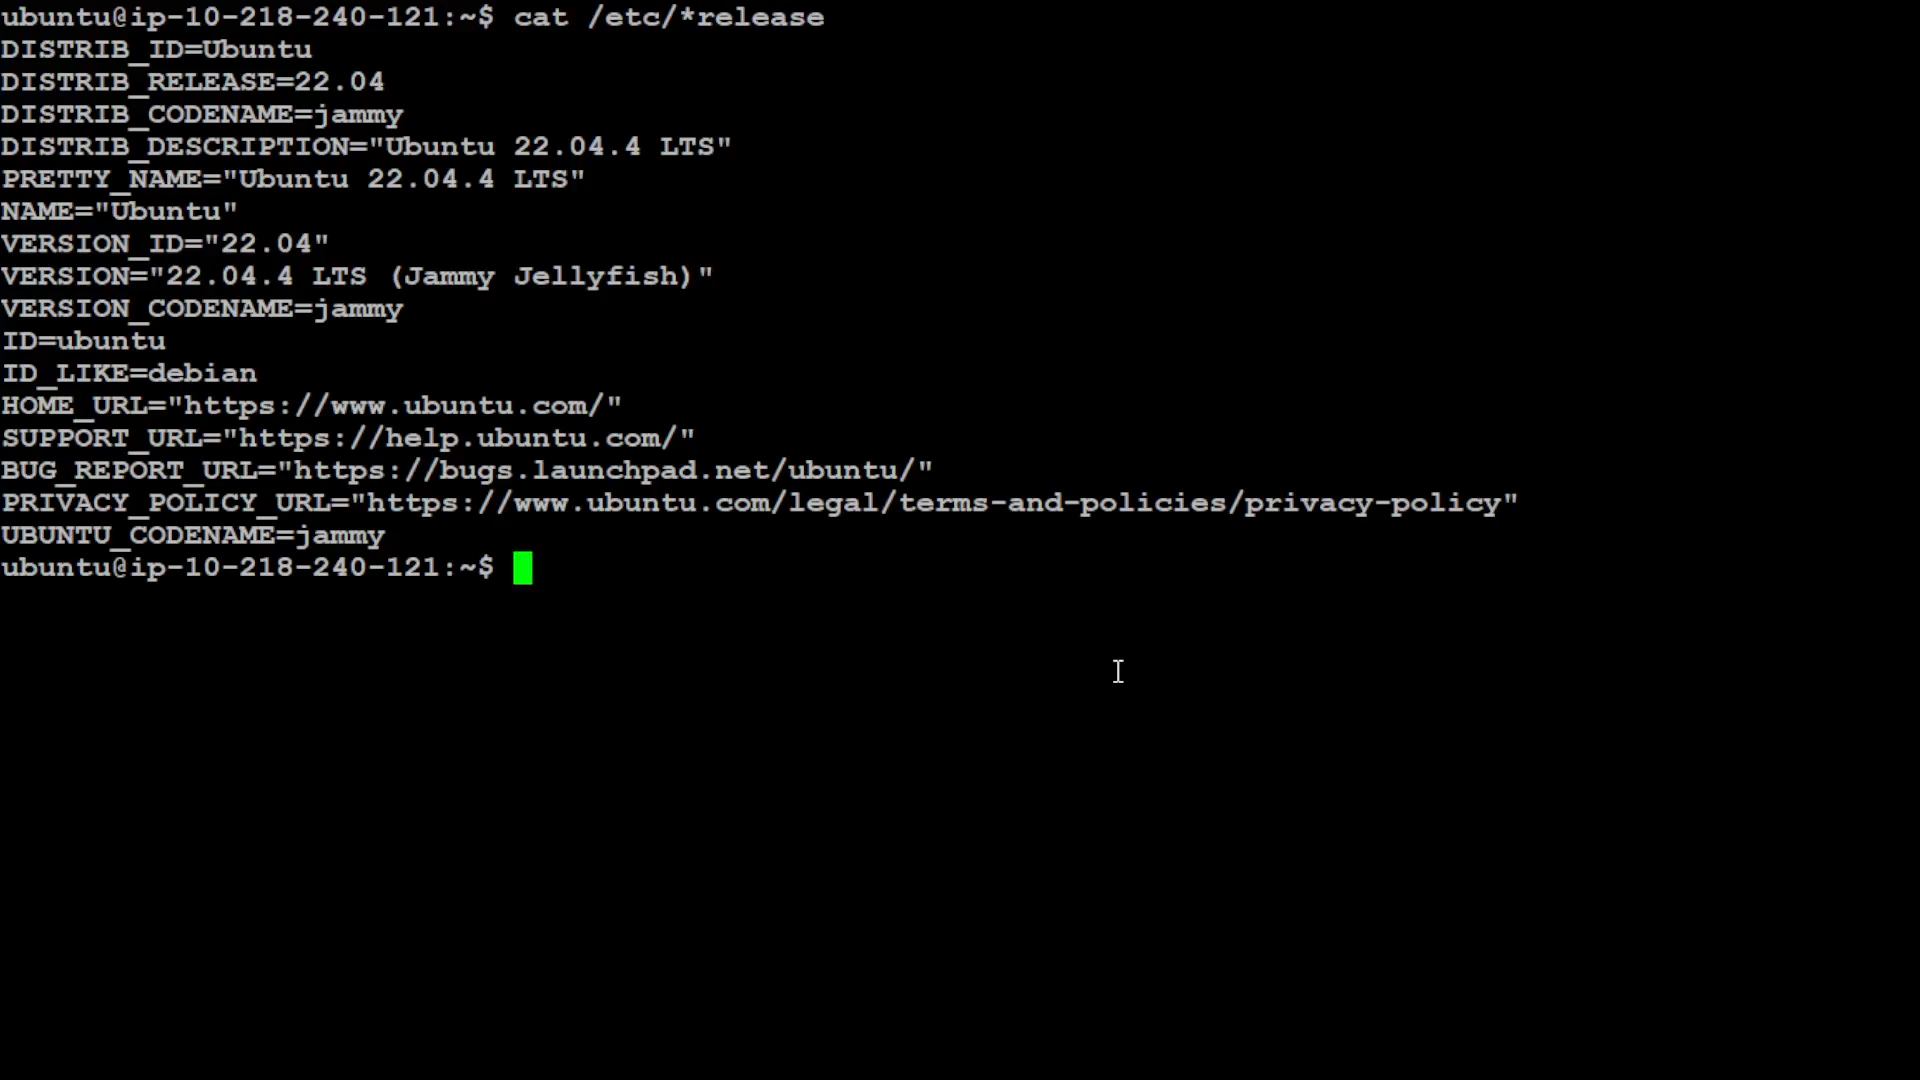 ubuntu@ip-10-218-240-121:~$ cat /etc/*release
DISTRIB_ID=Ubuntu
DISTRIB_RELEASE=22.04
DISTRIB_CODENAME=jammy
DISTRIB_DESCRIPTION="Ubuntu 22.04.4 LTS"
PRETTY_NAME="Ubuntu 22.04.4 LTS"
NAME="Ubuntu"
VERSION_ID="22.04"
VERSION="22.04.4 LTS (Jammy Jellyfish)"
VERSION_CODENAME=jammy
ID=ubuntu
ID_LIKE=debian
HOME_URL="https://www.ubuntu.com/"
SUPPORT_URL="https://help.ubuntu.com/"
BUG_REPORT_URL="https://bugs.launchpad.net/ubuntu/"
PRIVACY_POLICY_URL="https://www.ubuntu.com/legal/terms-and-policies/privacy-policy"
UBUNTU_CODENAME=jammy
ubuntu@ip-10-218-240-121:~$